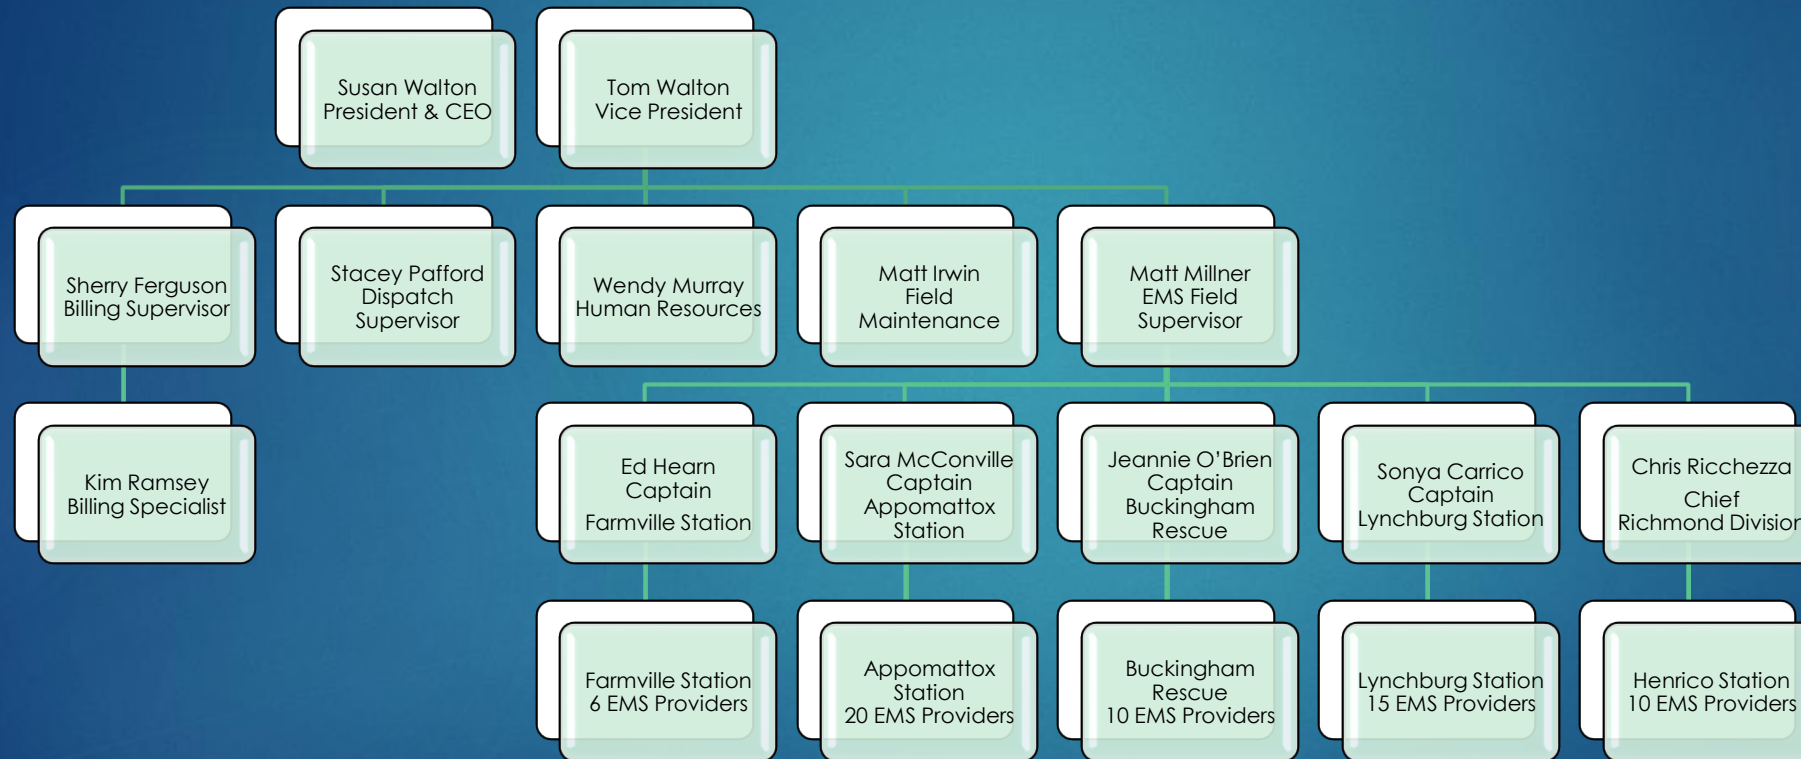 Susan Walton
President & CEO
Tom Walton
Vice President
Sherry Ferguson
Billing Supervisor
Stacey Pafford
Dispatch
Supervisor
Wendy Murray
Human Resources
Matt Irwin
Field
Maintenance
Matt Millner
EMS Field
Supervisor
Kim Ramsey
Billing Specialist
Ed Hearn
Captain
Farmville Station
Sara McConville
Captain
Appomattox
Station
Jeannie O’Brien
Captain
Buckingham
Rescue
Sonya Carrico
Captain
Lynchburg Station
Chris Ricchezza
Chief
Richmond Division
Farmville Station
6 EMS Providers
Appomattox
Station
20 EMS Providers
Buckingham
Rescue
10 EMS Providers
Lynchburg Station
15 EMS Providers
Henrico Station
10 EMS Providers